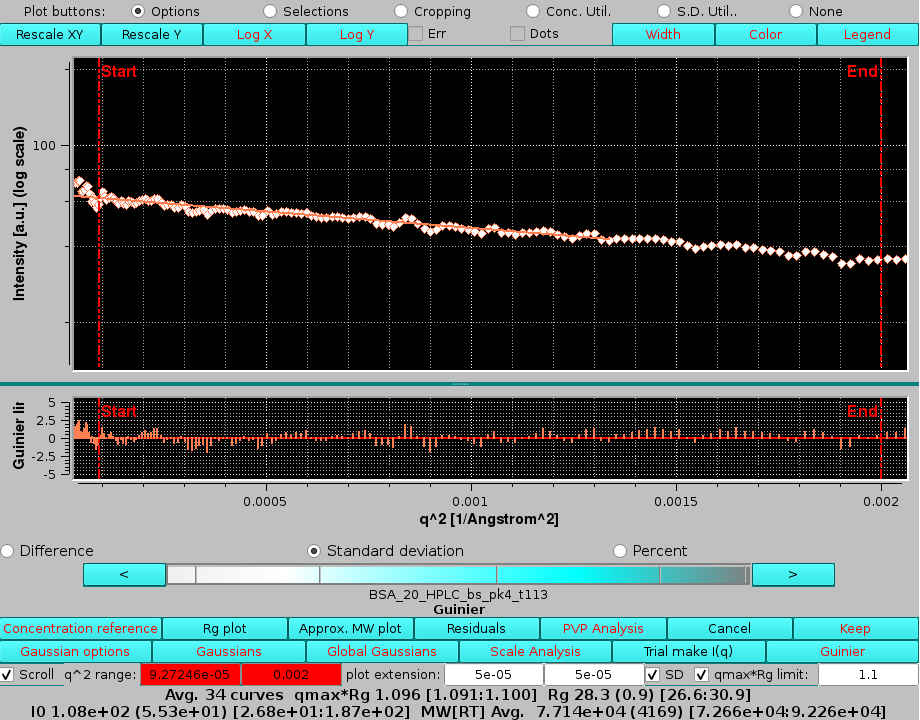 Plot buttons: Options Selections Cropping Conc. Util. S.D. Util.. None
Rescale XY Rescale Y Log X Log Y Err Dots Width Color Legend
Start End
100
Intensity [a.u.] (log scale)
Start End
5
2.5
0
-2.5
-5
Guinier lir
0.0005 0.001 0.0015 0.002
q^2 [1/Angstrom^2]
Difference Standard deviation Percent
< >
BSA_20_HPLC_bs_pk4_t113
Guinier
Concentration reference Rg plot Approx. MW plot Residuals PVP Analysis Cancel Keep
Gaussian options Gaussians Global Gaussians Scale Analysis Trial make I(q) Guinier
Scroll q^2 range: 9.27246e-05 0.002 plot extension: 5e-05 5e-05 SD qmax*Rg limit: 1.1
Avg. 34 curves qmax*Rg 1.096 [1.091:1.100] Rg 28.3 (0.9) [26.6:30.9]
I0 1.08e+02 (5.53e+01) [2.68e+01:1.87e+02] MW[RT] Avg. 7.714e+04 (4169) [7.266e+04:9.226e+04]